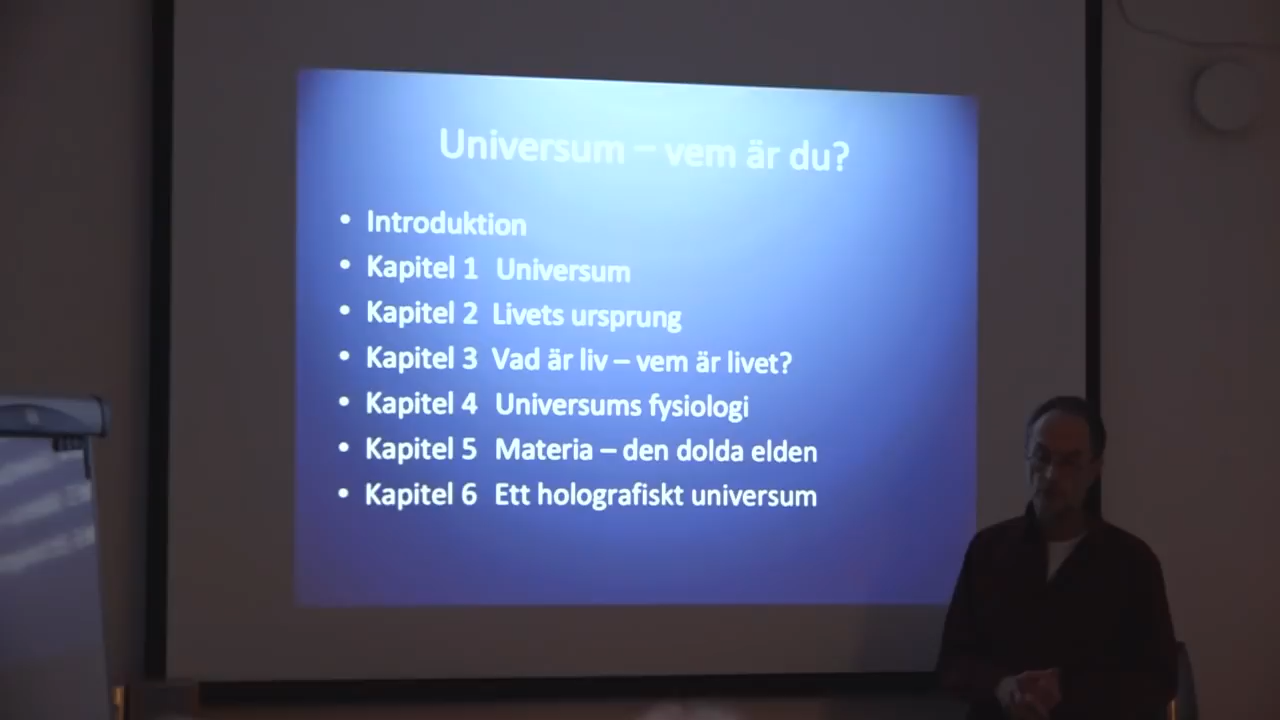 Universum – vem är du?
• Introduktion
• Kapitel 1 Universum
• Kapitel 2 Livets ursprung
• Kapitel 3 Vad är liv – vem är livet?
• Kapitel 4 Universums fysiologi
• Kapitel 5 Materia – den dolda elden
• Kapitel 6 Ett holografiskt universum